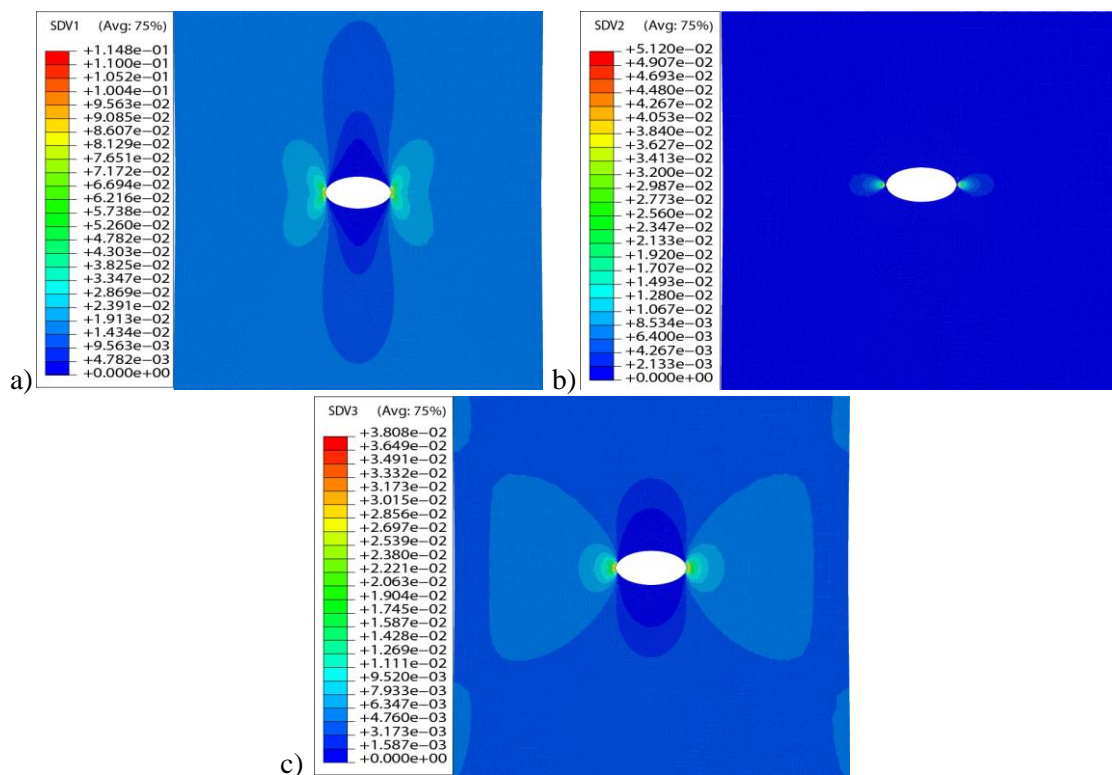 SDV1 (Avg: 75%)
+1.148e−01
+1.100e−01
+1.052e−01
+1.004e−01
+9.563e−02
+9.085e−02
+8.607e−02
+8.129e−02
+7.651e−02
+7.172e−02
+6.694e−02
+6.216e−02
+5.738e−02
+5.260e−02
+4.782e−02
+4.303e−02
+3.825e−02
+3.347e−02
+2.869e−02
+2.391e−02
+1.913e−02
+1.434e−02
+9.563e−03
+4.782e−03
+0.000e+00
a)
SDV2 (Avg: 75%)
+5.120e−02
+4.907e−02
+4.693e−02
+4.480e−02
+4.267e−02
+4.053e−02
+3.840e−02
+3.627e−02
+3.413e−02
+3.200e−02
+2.987e−02
+2.773e−02
+2.560e−02
+2.347e−02
+2.133e−02
+1.920e−02
+1.707e−02
+1.493e−02
+1.280e−02
+1.067e−02
+8.534e−03
+6.400e−03
+4.267e−03
+2.133e−03
+0.000e+00
b)
SDV3 (Avg: 75%)
+3.808e−02
+3.649e−02
+3.491e−02
+3.332e−02
+3.173e−02
+3.015e−02
+2.856e−02
+2.697e−02
+2.539e−02
+2.380e−02
+2.221e−02
+2.063e−02
+1.904e−02
+1.745e−02
+1.587e−02
+1.428e−02
+1.269e−02
+1.111e−02
+9.520e−03
+7.933e−03
+6.347e−03
+4.760e−03
+3.173e−03
+1.587e−03
+0.000e+00
c)